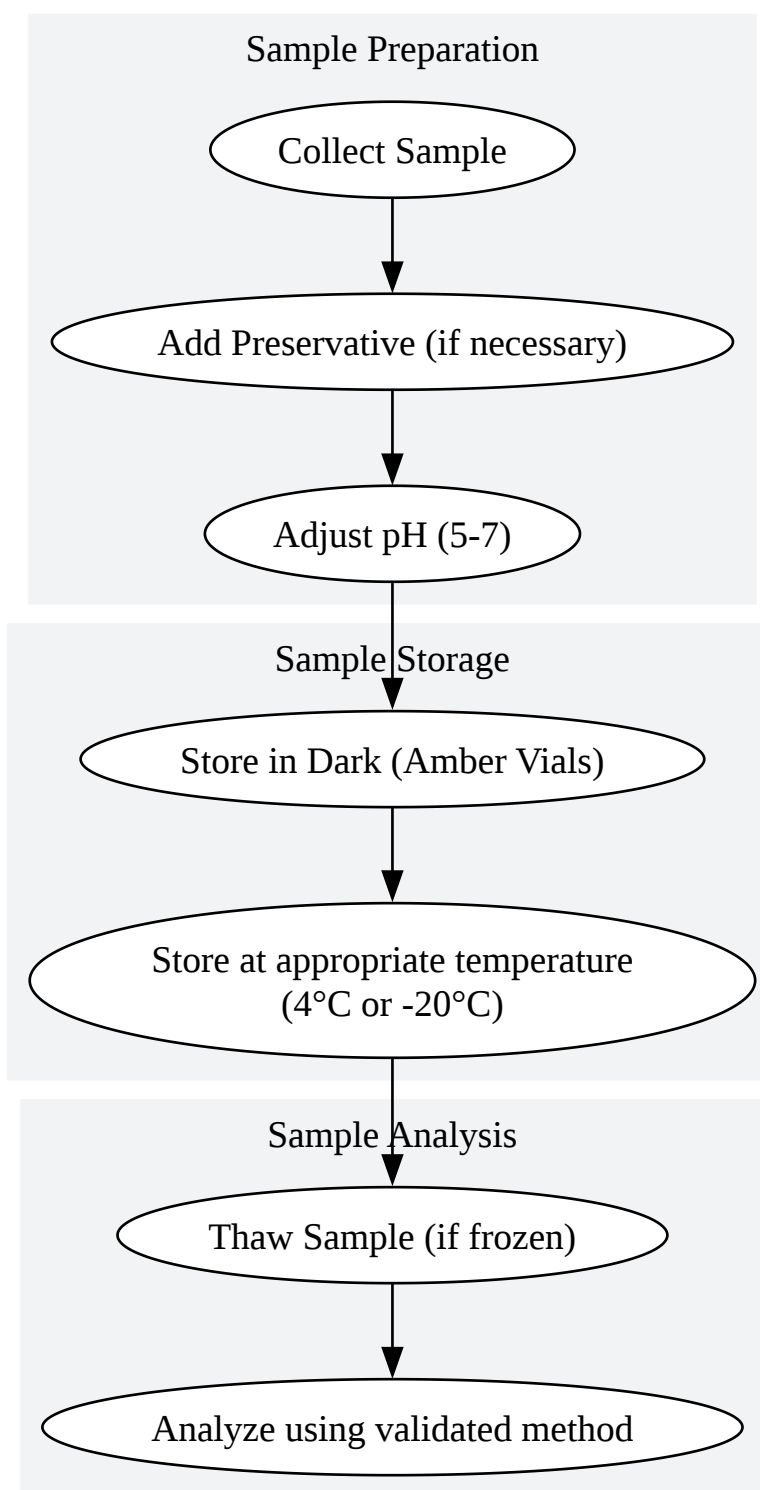 Sample Preparation
Collect Sample
Add Preservative (if necessary)
Adjust pH (5-7)
Sample Storage
Store in Dark (Amber Vials)
Store at appropriate temperature
(4°C or -20°C)
Sample Analysis
Thaw Sample (if frozen)
Analyze using validated method